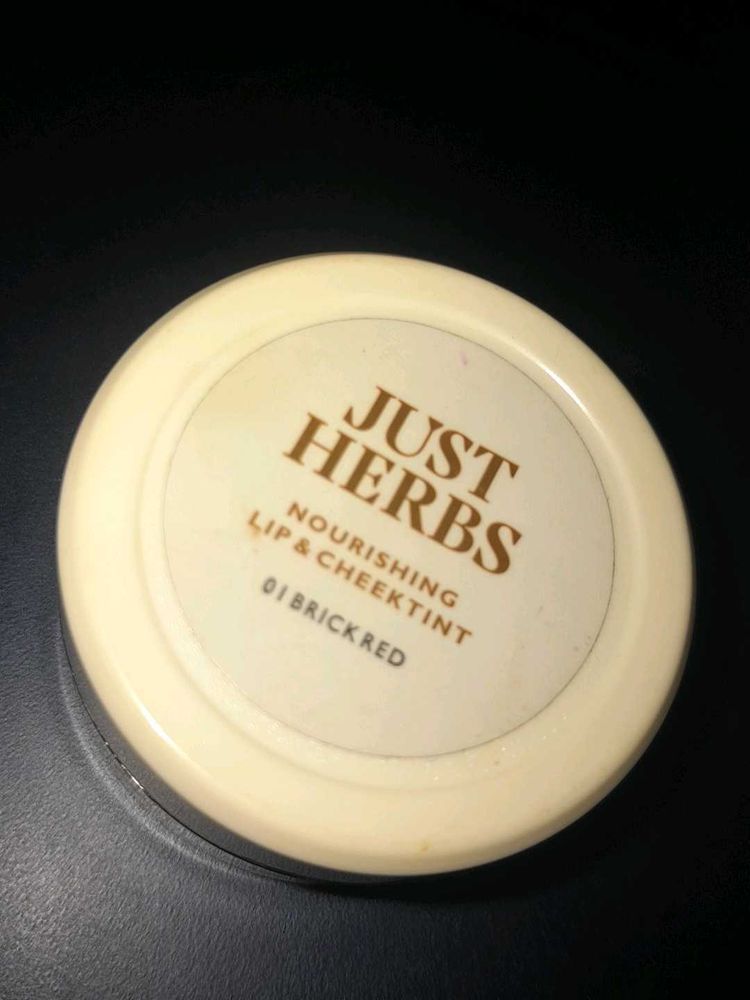 JUST
HERBS
NOURISHING
LIP & CHEEKTINT
01 BRICK RED